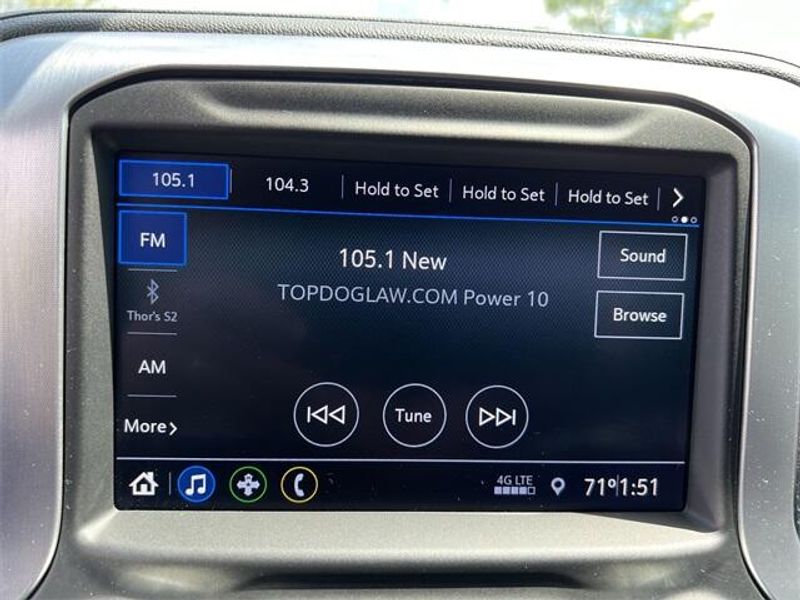 105.1 104.3 Hold to Set Hold to Set Hold to Set
FM
105.1 New
Sound
TOPDOGLAW.COM Power 10
Thor's S2
Browse
AM
Tune
More
4G LTE
71° 1:51